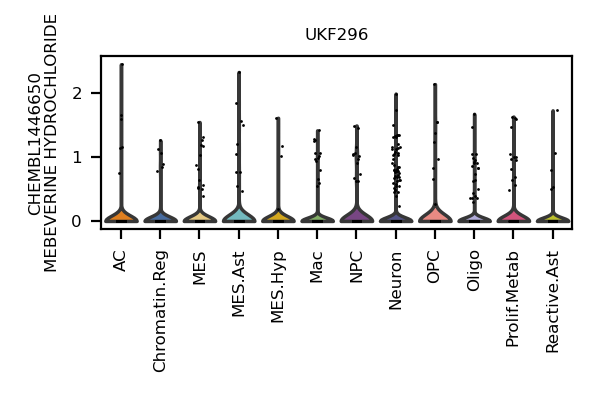 UKF296
CHEMBL1446650
MEBEVERINE HYDROCHLORIDE
2
1
0
AC
Chromatin.Reg
MES
MES.Ast
MES.Hyp
Mac
NPC
Neuron
OPC
Oligo
Prolif.Metab
Reactive.Ast